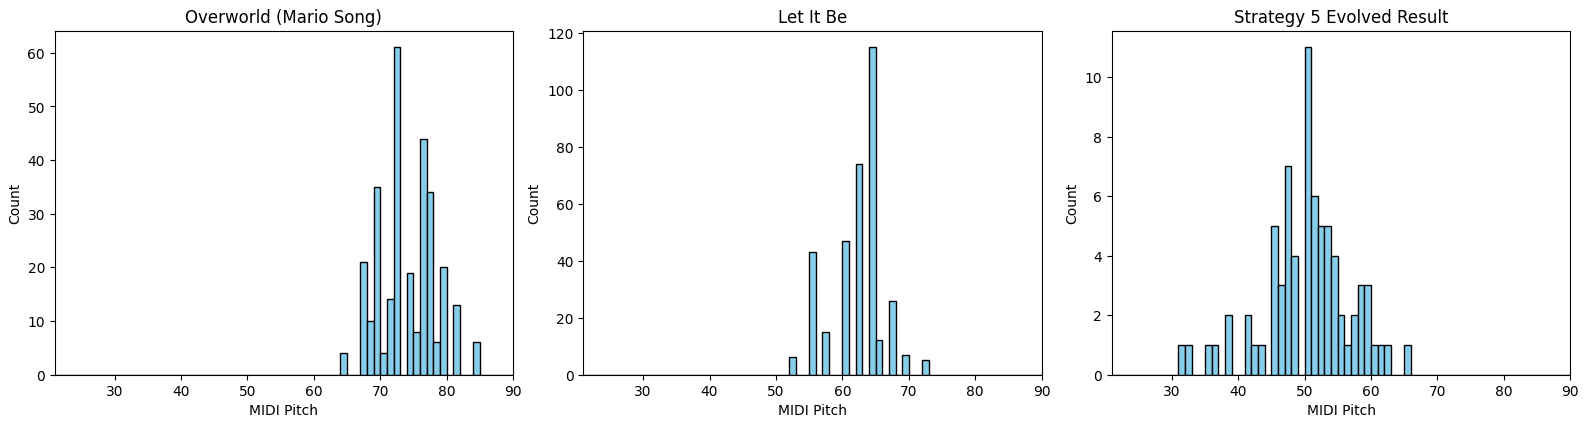 Overworld (Mario Song)
60
50
40
30
20
10
0
Count
30 40 50 60 70 80 90
MIDI Pitch
Let It Be
120
100
80
60
40
20
0
Count
30 40 50 60 70 80 90
MIDI Pitch
Strategy 5 Evolved Result
10
8
6
4
2
0
Count
30 40 50 60 70 80 90
MIDI Pitch